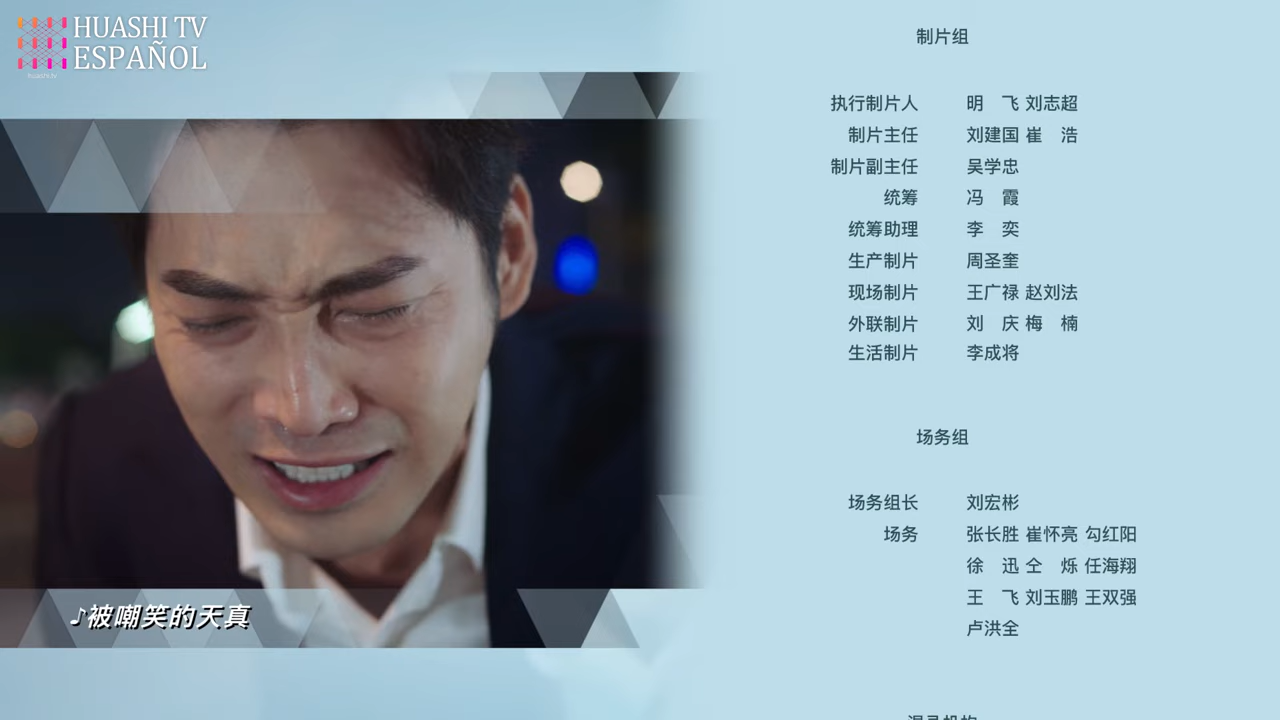 HUASHI TV
ESPAÑOL
huashi.tv
制片组
执行制片人 明 飞 刘志超
制片主任 刘建国 崔 浩
制片副主任 吴学忠
统筹 冯 霞
统筹助理 李 奕
生产制片 周圣奎
现场制片 王广禄 赵刘法
外联制片 刘 庆 梅 楠
生活制片 李成将
场务组
场务组长 刘宏彬
场务 张长胜 崔怀亮 勾红阳
徐 迅 仝 烁 任海翔
王 飞 刘玉鹏 王双强
卢洪全
♪被嘲笑的天真